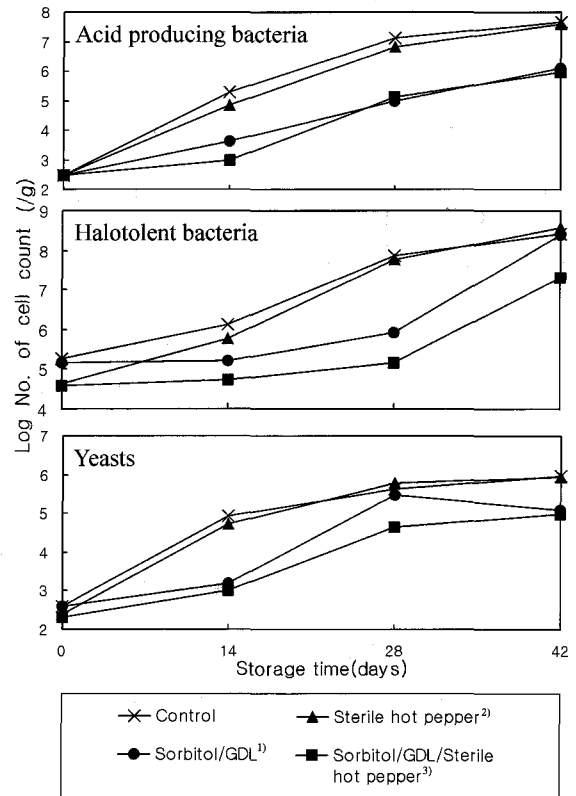 8
Acid producing bacteria
7
6
5
4
3
2
9
Halotolent bacteria
8
7
6
5
4
Log No. of cell count (/g)
7
Yeasts
6
5
4
3
2
0 14 28 42
Storage time(days)
Control
Sterile hot pepper2)
Sorbitol/GDL1)
Sorbitol/GDL/Sterile
hot pepper3)